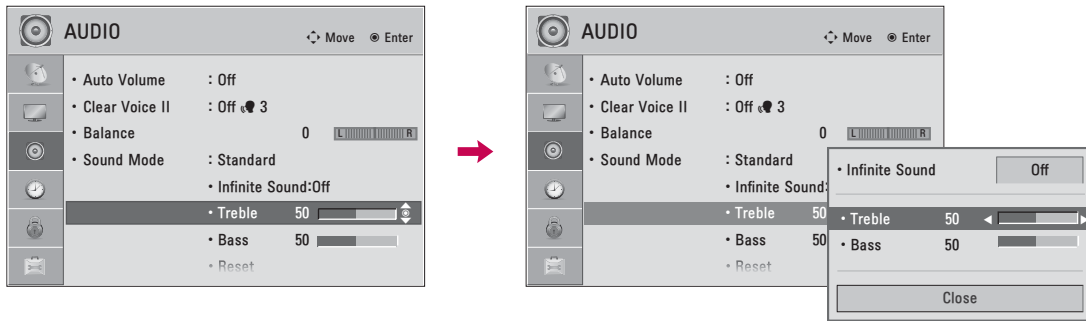 AUDIO
Move Enter
• Auto Volume : Off
• Clear Voice II : Off 3
• Balance 0 L R
• Sound Mode : Standard
• Infinite Sound:Off
• Treble 50
• Bass 50
• Reset
AUDIO
Move Enter
• Auto Volume : Off
• Clear Voice II : Off 3
• Balance 0 L R
• Sound Mode : Standard
• Infinite Sound:
• Treble 50
• Bass 50
• Reset
• Infinite Sound Off
• Treble 50
• Bass 50
Close